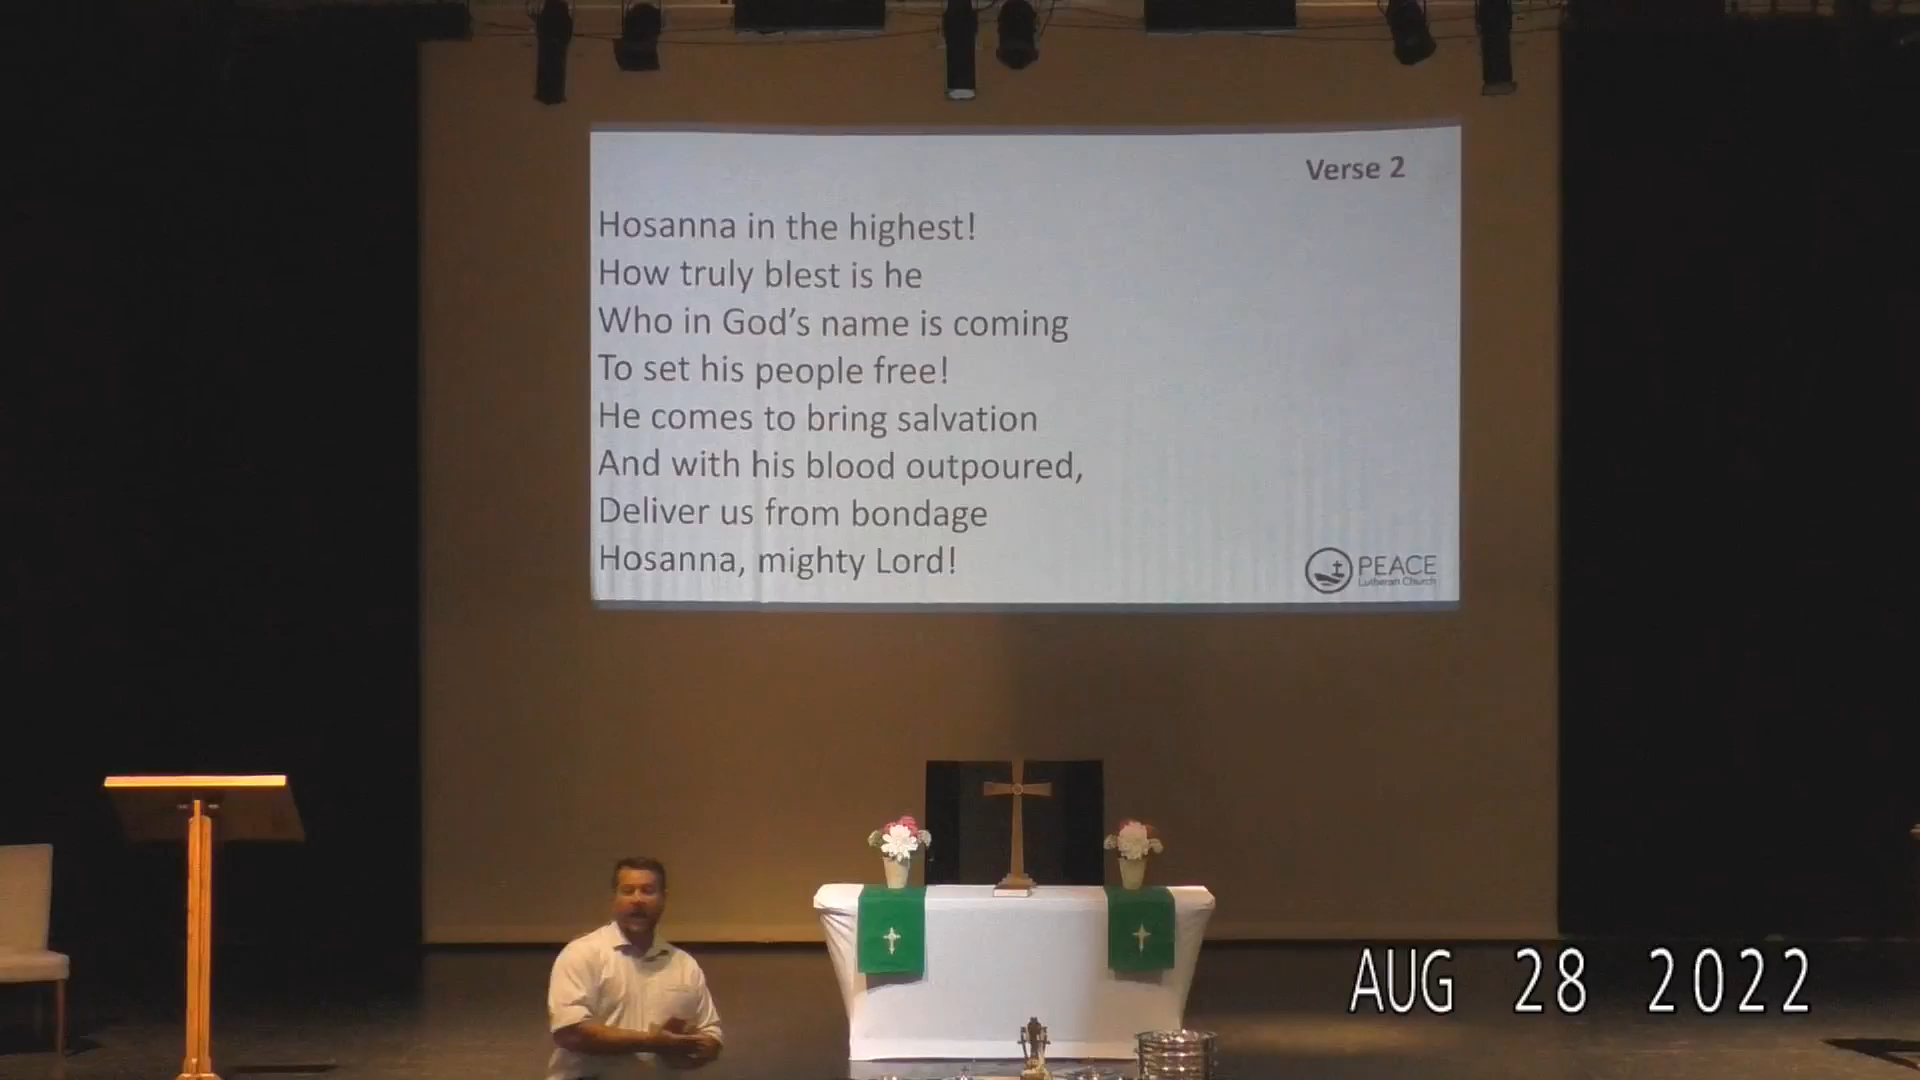 Verse 2
Hosanna in the highest!
How truly blest is he
Who in God’s name is coming
To set his people free!
He comes to bring salvation
And with his blood outpoured,
Deliver us from bondage
Hosanna, mighty Lord!
PEACE
Lutheran Church
AUG 28 2022